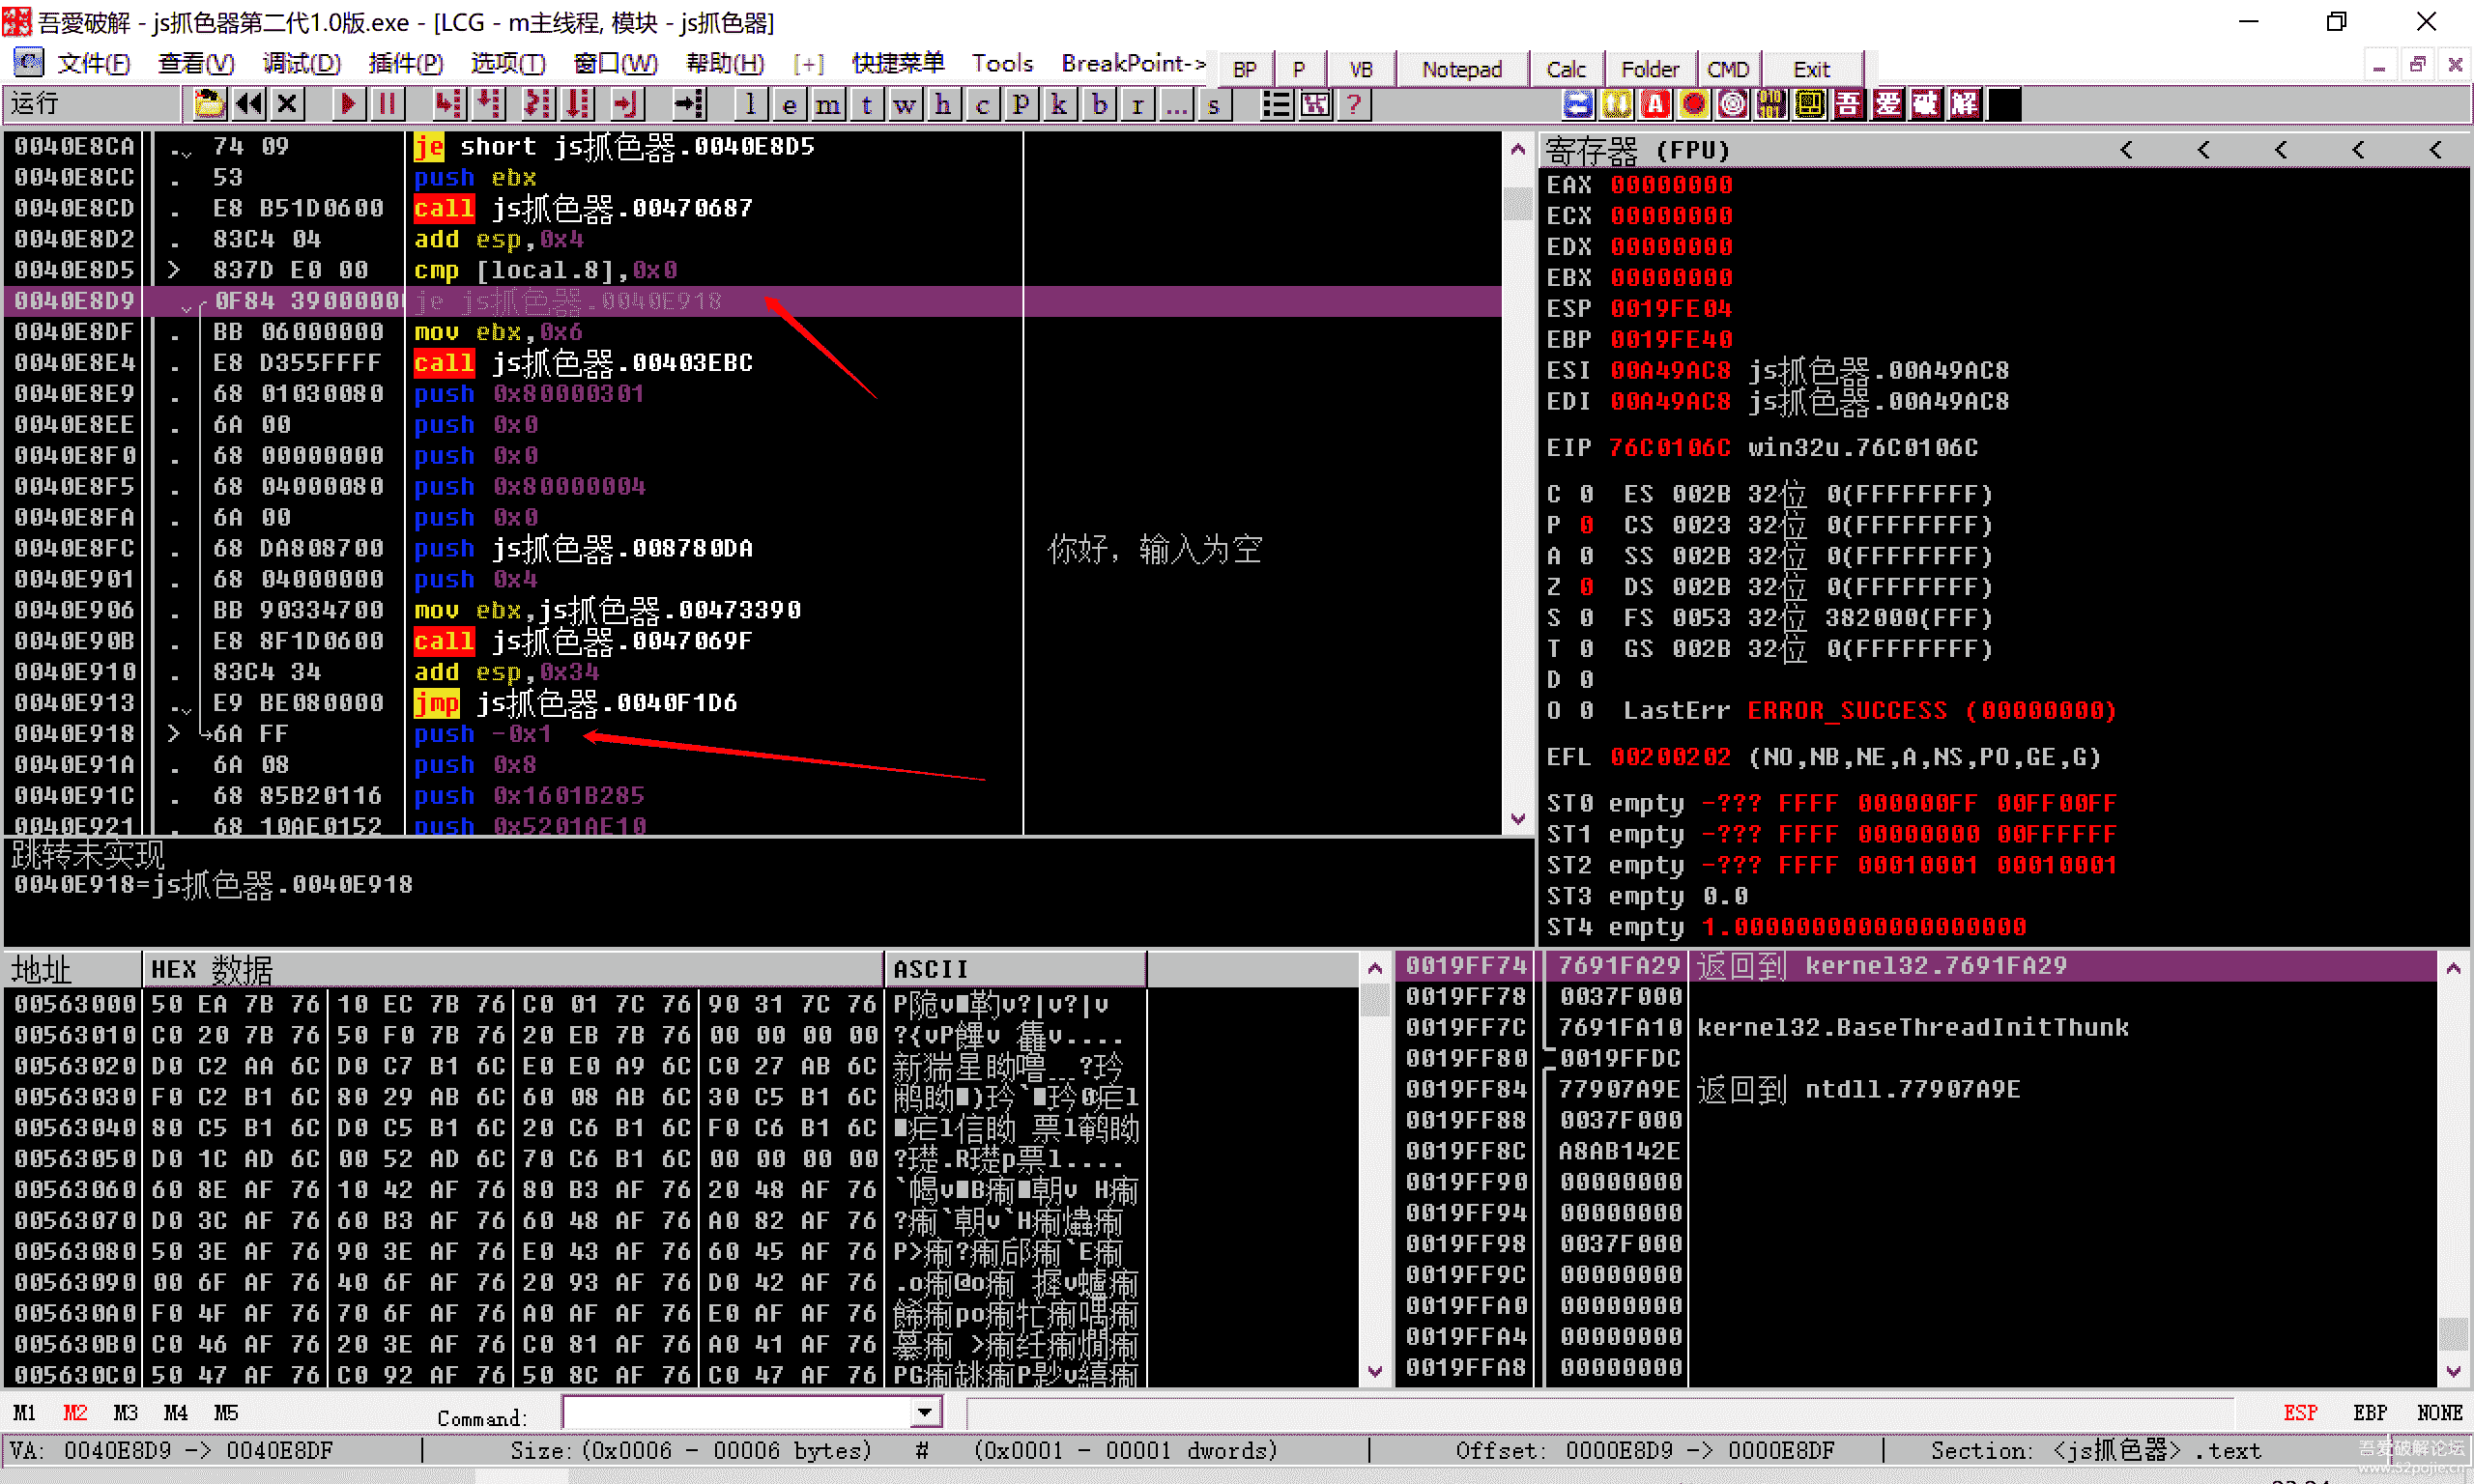 吾爱破解 - js抓色器第二代1.0版.exe - [LCG - m主线程, 模块 - js抓色器]
文件(F) 查看(V) 调试(D) 插件(P) 选项(T) 窗口(W) 帮助(H) [+] 快捷菜单 Tools BreakPoint-> BP P VB Notepad Calc Folder CMD Exit
运行 l e m t w h c p k b r ... s ? 吾 爱 破 解
0040E8CA . 74 09 je short js抓色器.0040E8D5
0040E8CC . 53 push ebx
0040E8CD . E8 B51D0600 call js抓色器.00470687
0040E8D2 . 83C4 04 add esp,0x4
0040E8D5 > 837D E0 00 cmp [local.8],0x0
0040E8D9 0F84 39000000 je js抓色器.0040E918
0040E8DF . BB 06000000 mov ebx,0x6
0040E8E4 . E8 D355FFFF call js抓色器.00403EBC
0040E8E9 . 68 01030080 push 0x80000301
0040E8EE . 6A 00 push 0x0
0040E8F0 . 68 00000000 push 0x0
0040E8F5 . 68 04000080 push 0x80000004
0040E8FA . 6A 00 push 0x0
0040E8FC . 68 DA808700 push js抓色器.008780DA 你好，输入为空
0040E901 . 68 04000000 push 0x4
0040E906 . BB 90334700 mov ebx,js抓色器.00473390
0040E90B . E8 8F1D0600 call js抓色器.0047069F
0040E910 . 83C4 34 add esp,0x34
0040E913 . E9 BE080000 jmp js抓色器.0040F1D6
0040E918 > 6A FF push -0x1
0040E91A . 6A 08 push 0x8
0040E91C . 68 85B20116 push 0x1601B285
0040E921 . 68 10AE0152 push 0x5201AE10
跳转未实现
0040E918=js抓色器.0040E918
寄存器 (FPU) < < < < <
EAX 00000000
ECX 00000000
EDX 00000000
EBX 00000000
ESP 0019FE04
EBP 0019FE40
ESI 00A49AC8 js抓色器.00A49AC8
EDI 00A49AC8 js抓色器.00A49AC8
EIP 76C0106C win32u.76C0106C
C 0 ES 002B 32位 0(FFFFFFFF)
P 0 CS 0023 32位 0(FFFFFFFF)
A 0 SS 002B 32位 0(FFFFFFFF)
Z 0 DS 002B 32位 0(FFFFFFFF)
S 0 FS 0053 32位 382000(FFF)
T 0 GS 002B 32位 0(FFFFFFFF)
D 0
O 0 LastErr ERROR_SUCCESS (00000000)
EFL 00200202 (NO,NB,NE,A,NS,PO,GE,G)
ST0 empty -??? FFFF 000000FF 00FF00FF
ST1 empty -??? FFFF 00000000 00FFFFFF
ST2 empty -??? FFFF 00010001 00010001
ST3 empty 0.0
ST4 empty 1.0000000000000000000
地址 HEX 数据 ASCII
00563000 50 EA 7B 76 10 EC 7B 76 C0 01 7C 76 90 31 7C 76
00563010 C0 20 7B 76 50 F0 7B 76 20 EB 7B 76 00 00 00 00
00563020 D0 C2 AA 6C D0 C7 B1 6C E0 E0 A9 6C C0 27 AB 6C
00563030 F0 C2 B1 6C 80 29 AB 6C 60 08 AB 6C 30 C5 B1 6C
00563040 80 C5 B1 6C D0 C5 B1 6C 20 C6 B1 6C F0 C6 B1 6C
00563050 D0 1C AD 6C 00 52 AD 6C 70 C6 B1 6C 00 00 00 00
00563060 60 8E AF 76 10 42 AF 76 80 B3 AF 76 20 48 AF 76
00563070 D0 3C AF 76 60 B3 AF 76 60 48 AF 76 A0 82 AF 76
00563080 50 3E AF 76 90 3E AF 76 E0 43 AF 76 60 45 AF 76
00563090 00 6F AF 76 40 6F AF 76 20 93 AF 76 D0 42 AF 76
005630A0 F0 4F AF 76 70 6F AF 76 A0 AF AF 76 E0 AF AF 76
005630B0 C0 46 AF 76 20 3E AF 76 C0 81 AF 76 A0 41 AF 76
005630C0 50 47 AF 76 C0 92 AF 76 50 8C AF 76 C0 47 AF 76
0019FF74 7691FA29 返回到 kernel32.7691FA29
0019FF78 0037F000
0019FF7C 7691FA10 kernel32.BaseThreadInitThunk
0019FF80 0019FFDC
0019FF84 77907A9E 返回到 ntdll.77907A9E
0019FF88 0037F000
0019FF8C A8AB142E
0019FF90 00000000
0019FF94 00000000
0019FF98 0037F000
0019FF9C 00000000
0019FFA0 00000000
0019FFA4 00000000
0019FFA8 00000000
M1 M2 M3 M4 M5 Command: ESP EBP NONE
VA: 0040E8D9 -> 0040E8DF | Size:(0x0006 - 00006 bytes) # (0x0001 - 00001 dwords) | Offset: 0000E8D9 -> 0000E8DF | Section: <js抓色器> .text
吾爱破解论坛
www.52pojie.cn